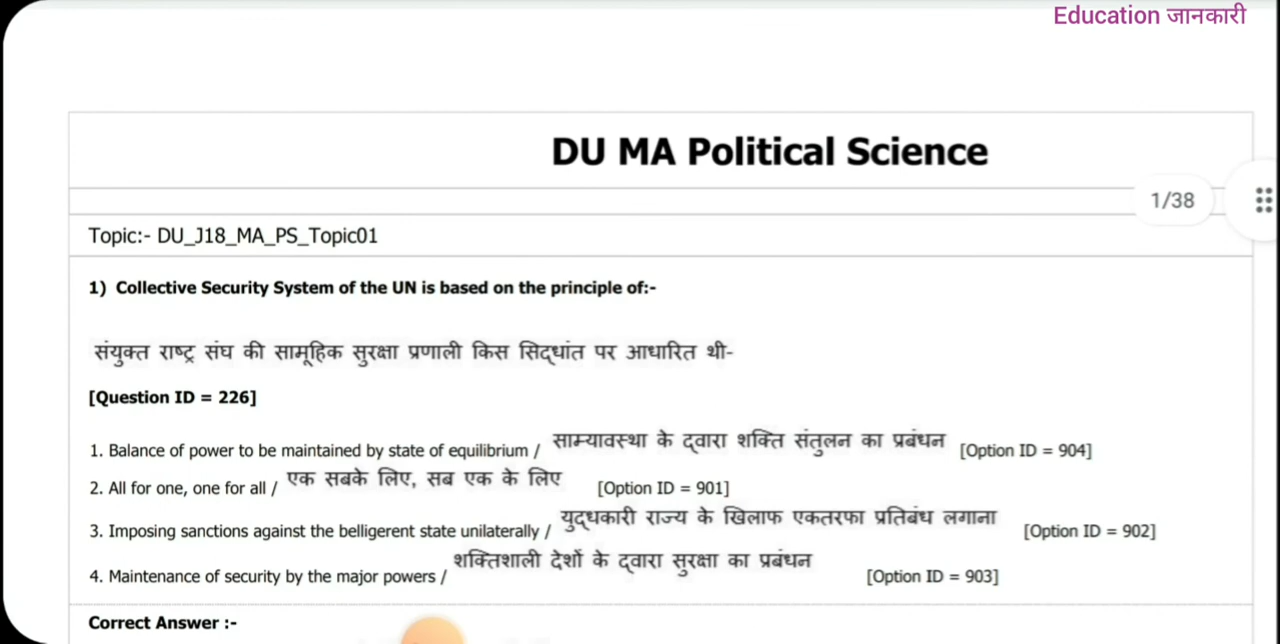 Education जानकारी
DU MA Political Science
1/38
Topic:- DU_J18_MA_PS_Topic01
1) Collective Security System of the UN is based on the principle of:-
संयुक्त राष्ट्र संघ की सामूहिक सुरक्षा प्रणाली किस सिद्धांत पर आधारित थी-
[Question ID = 226]
1. Balance of power to be maintained by state of equilibrium / साम्यावस्था के द्वारा शक्ति संतुलन का प्रबंधन [Option ID = 904]
2. All for one, one for all / एक सबके लिए, सब एक के लिए [Option ID = 901]
3. Imposing sanctions against the belligerent state unilaterally / युद्धकारी राज्य के खिलाफ एकतरफा प्रतिबंध लगाना [Option ID = 902]
4. Maintenance of security by the major powers / शक्तिशाली देशों के द्वारा सुरक्षा का प्रबंधन [Option ID = 903]
Correct Answer :-